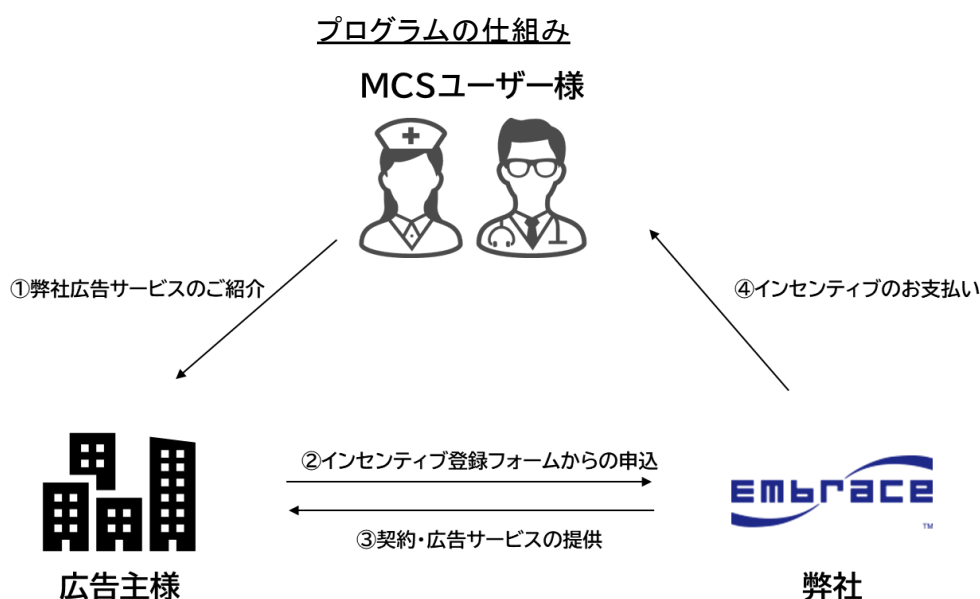 プログラムの仕組み
MCSユーザー様
①弊社広告サービスのご紹介
④インセンティブのお支払い
②インセンティブ登録フォームからの申込
③契約・広告サービスの提供
EMbrace
TM
広告主様
弊社